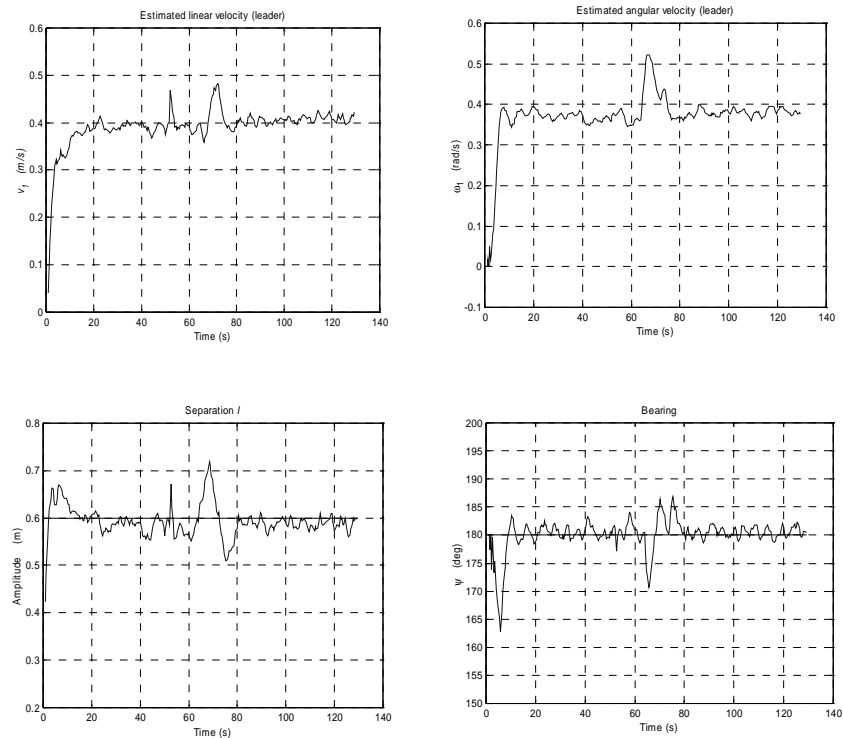 Estimated linear velocity (leader)
0.6
0.5
0.4
0.3
0.2
0.1
0
v1 (m/s)
0 20 40 60 80 100 120 140
Time (s)
Estimated angular velocity (leader)
0.6
0.5
0.4
0.3
0.2
0.1
0
-0.1
ω1 (rad/s)
0 20 40 60 80 100 120 140
Time (s)
Separation l
0.8
0.7
0.6
0.5
0.4
0.3
0.2
Amplitude (m)
0 20 40 60 80 100 120 140
Time (s)
Bearing
200
195
190
185
180
175
170
165
160
155
150
ψ (deg)
0 20 40 60 80 100 120 140
Time (s)